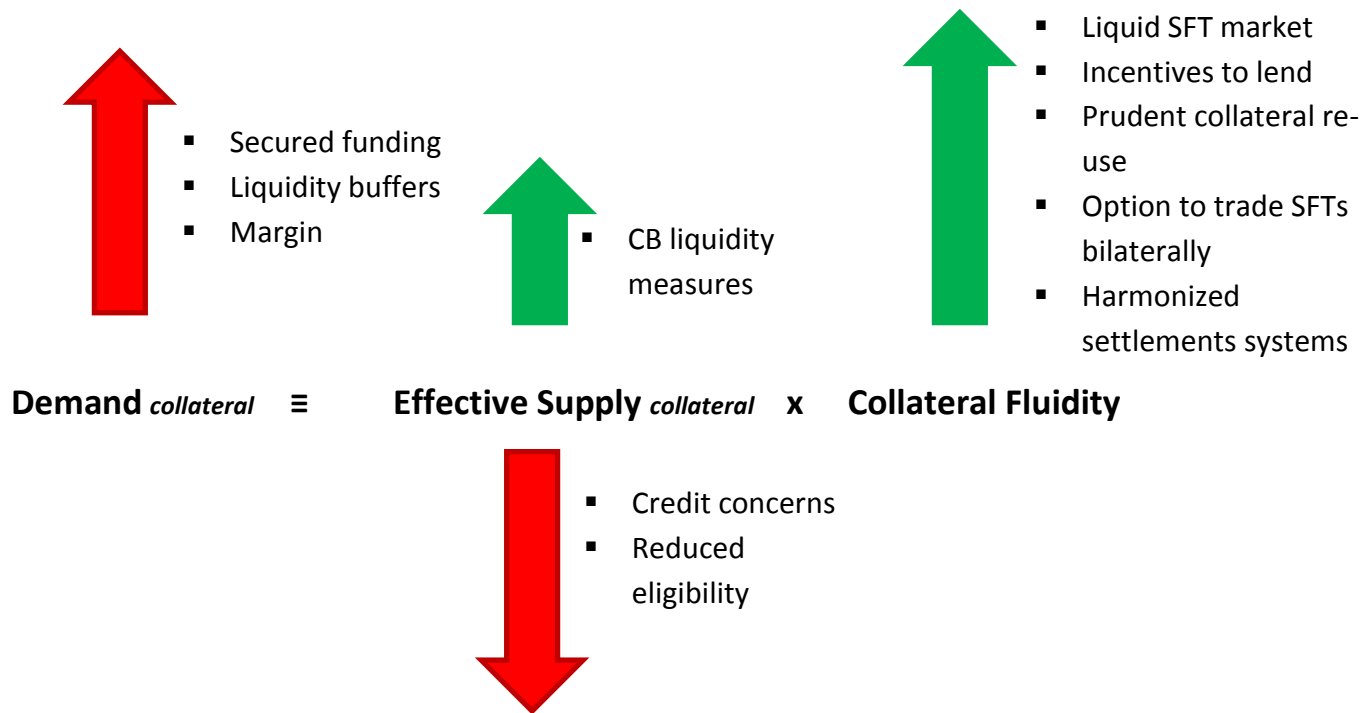 ▪ Secured funding
▪ Liquidity buffers
▪ Margin
▪ CB liquidity
measures
▪ Liquid SFT market
▪ Incentives to lend
▪ Prudent collateral re-
use
▪ Option to trade SFTs
bilaterally
▪ Harmonized
settlements systems
Demand collateral ≡ Effective Supply collateral x Collateral Fluidity
▪ Credit concerns
▪ Reduced
eligibility